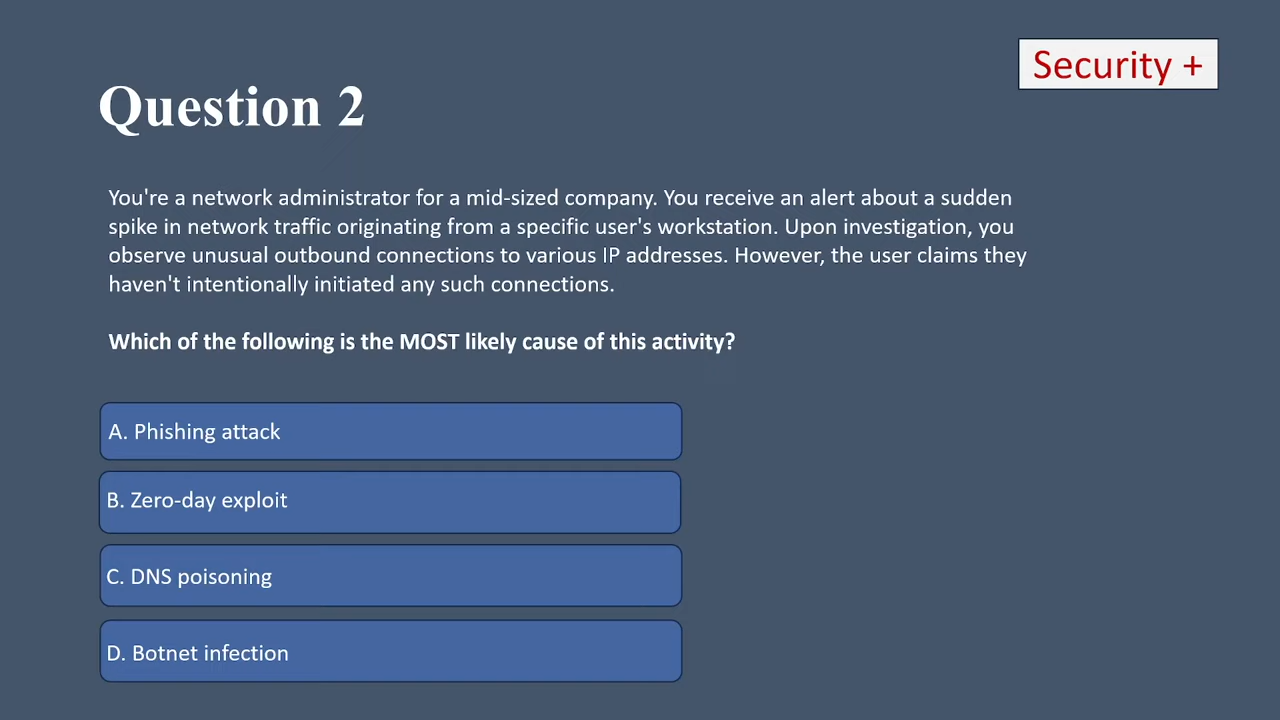 Security +
Question 2
You're a network administrator for a mid-sized company. You receive an alert about a sudden
spike in network traffic originating from a specific user's workstation. Upon investigation, you
observe unusual outbound connections to various IP addresses. However, the user claims they
haven't intentionally initiated any such connections.
Which of the following is the MOST likely cause of this activity?
A. Phishing attack
B. Zero-day exploit
C. DNS poisoning
D. Botnet infection